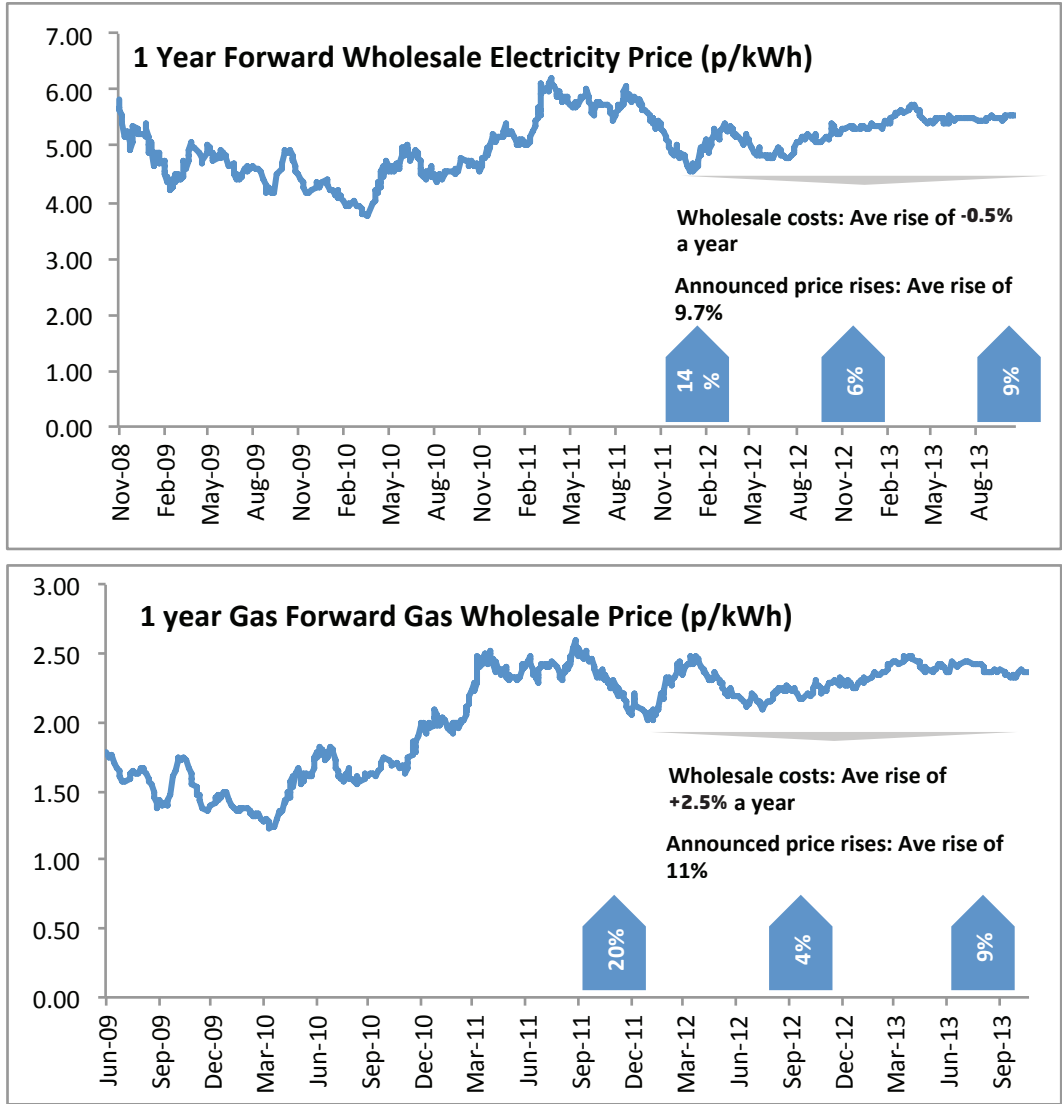 1 Year Forward Wholesale Electricity Price (p/kWh)
7.00
6.00
5.00
4.00
3.00
2.00
1.00
0.00
Wholesale costs: Ave rise of -0.5%
a year
Announced price rises: Ave rise of
9.7%
14
%
6%
9%
Nov-08
Feb-09
May-09
Aug-09
Nov-09
Feb-10
May-10
Aug-10
Nov-10
Feb-11
May-11
Aug-11
Nov-11
Feb-12
May-12
Aug-12
Nov-12
Feb-13
May-13
Aug-13
1 year Gas Forward Gas Wholesale Price (p/kWh)
3.00
2.50
2.00
1.50
1.00
0.50
0.00
Wholesale costs: Ave rise of
+2.5% a year
Announced price rises: Ave rise of
11%
20%
4%
9%
Jun-09
Sep-09
Dec-09
Mar-10
Jun-10
Sep-10
Dec-10
Mar-11
Jun-11
Sep-11
Dec-11
Mar-12
Jun-12
Sep-12
Dec-12
Mar-13
Jun-13
Sep-13